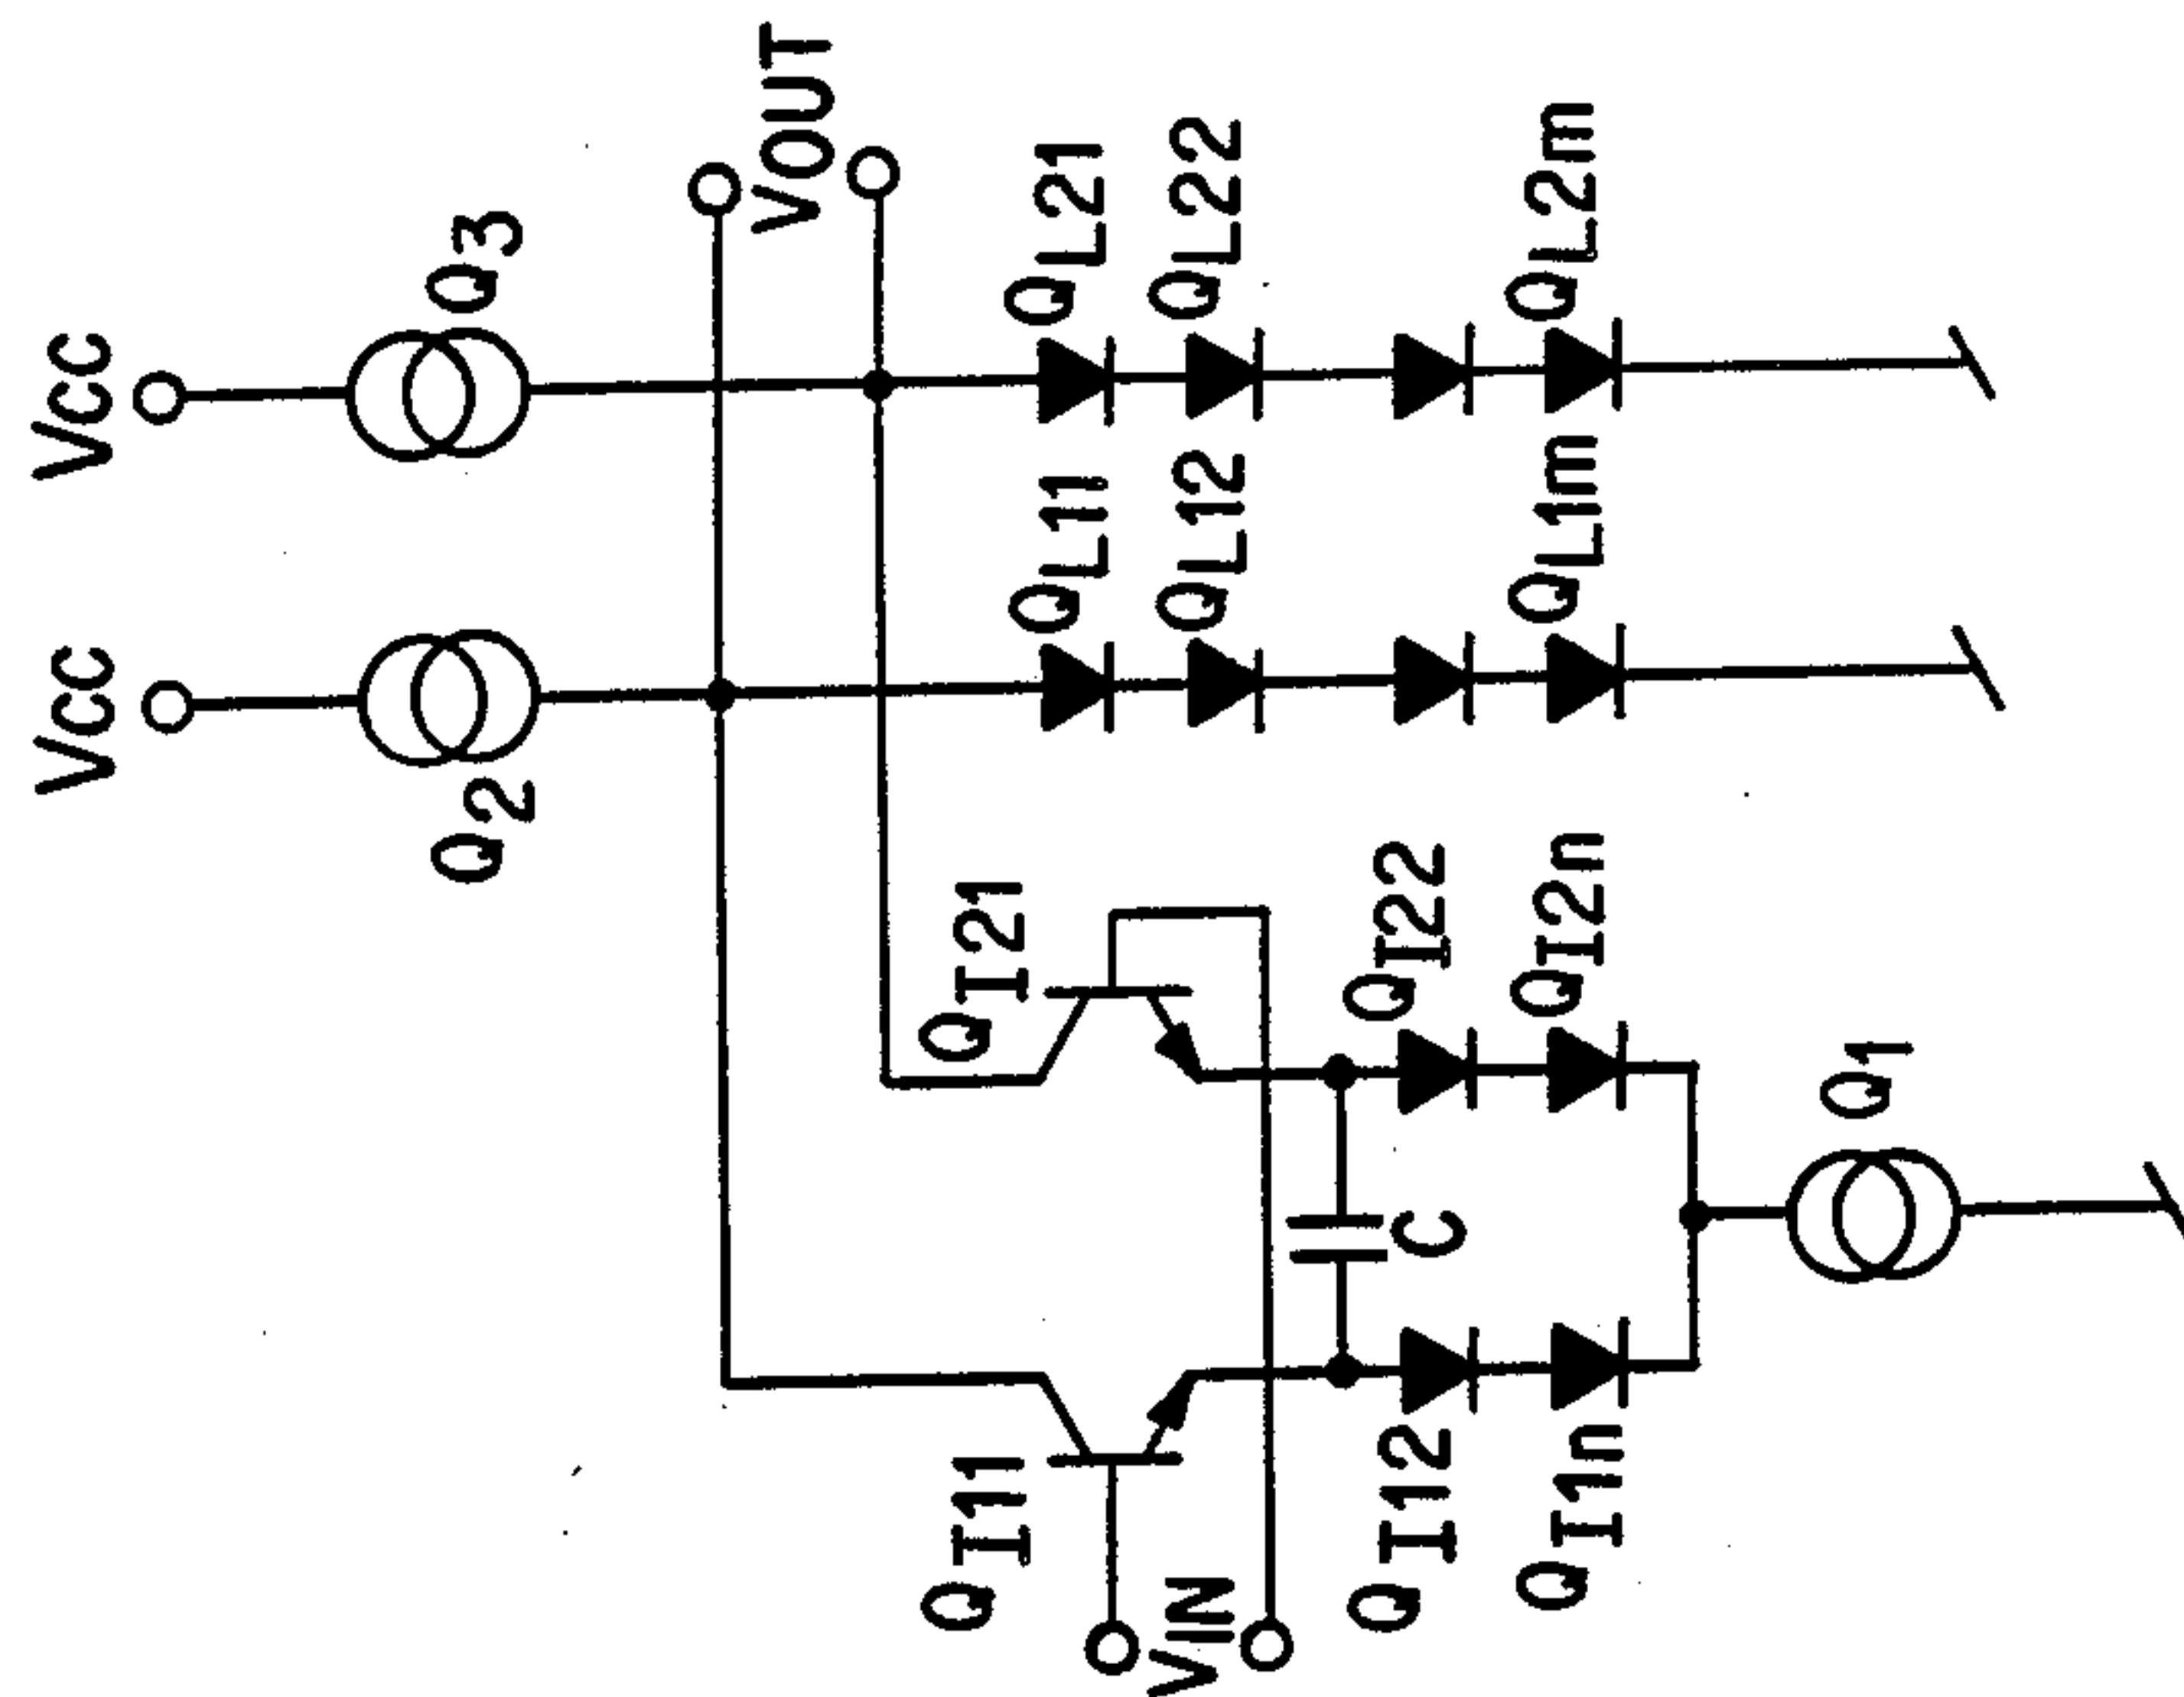 VCC
VCC
Q2
Q3
VOUT
QI11
QI21
QL11
QL21
QL12
QL22
VIN
QI12
C
QI22
QI1n
QI2n
QL1m
QL2m
Q1